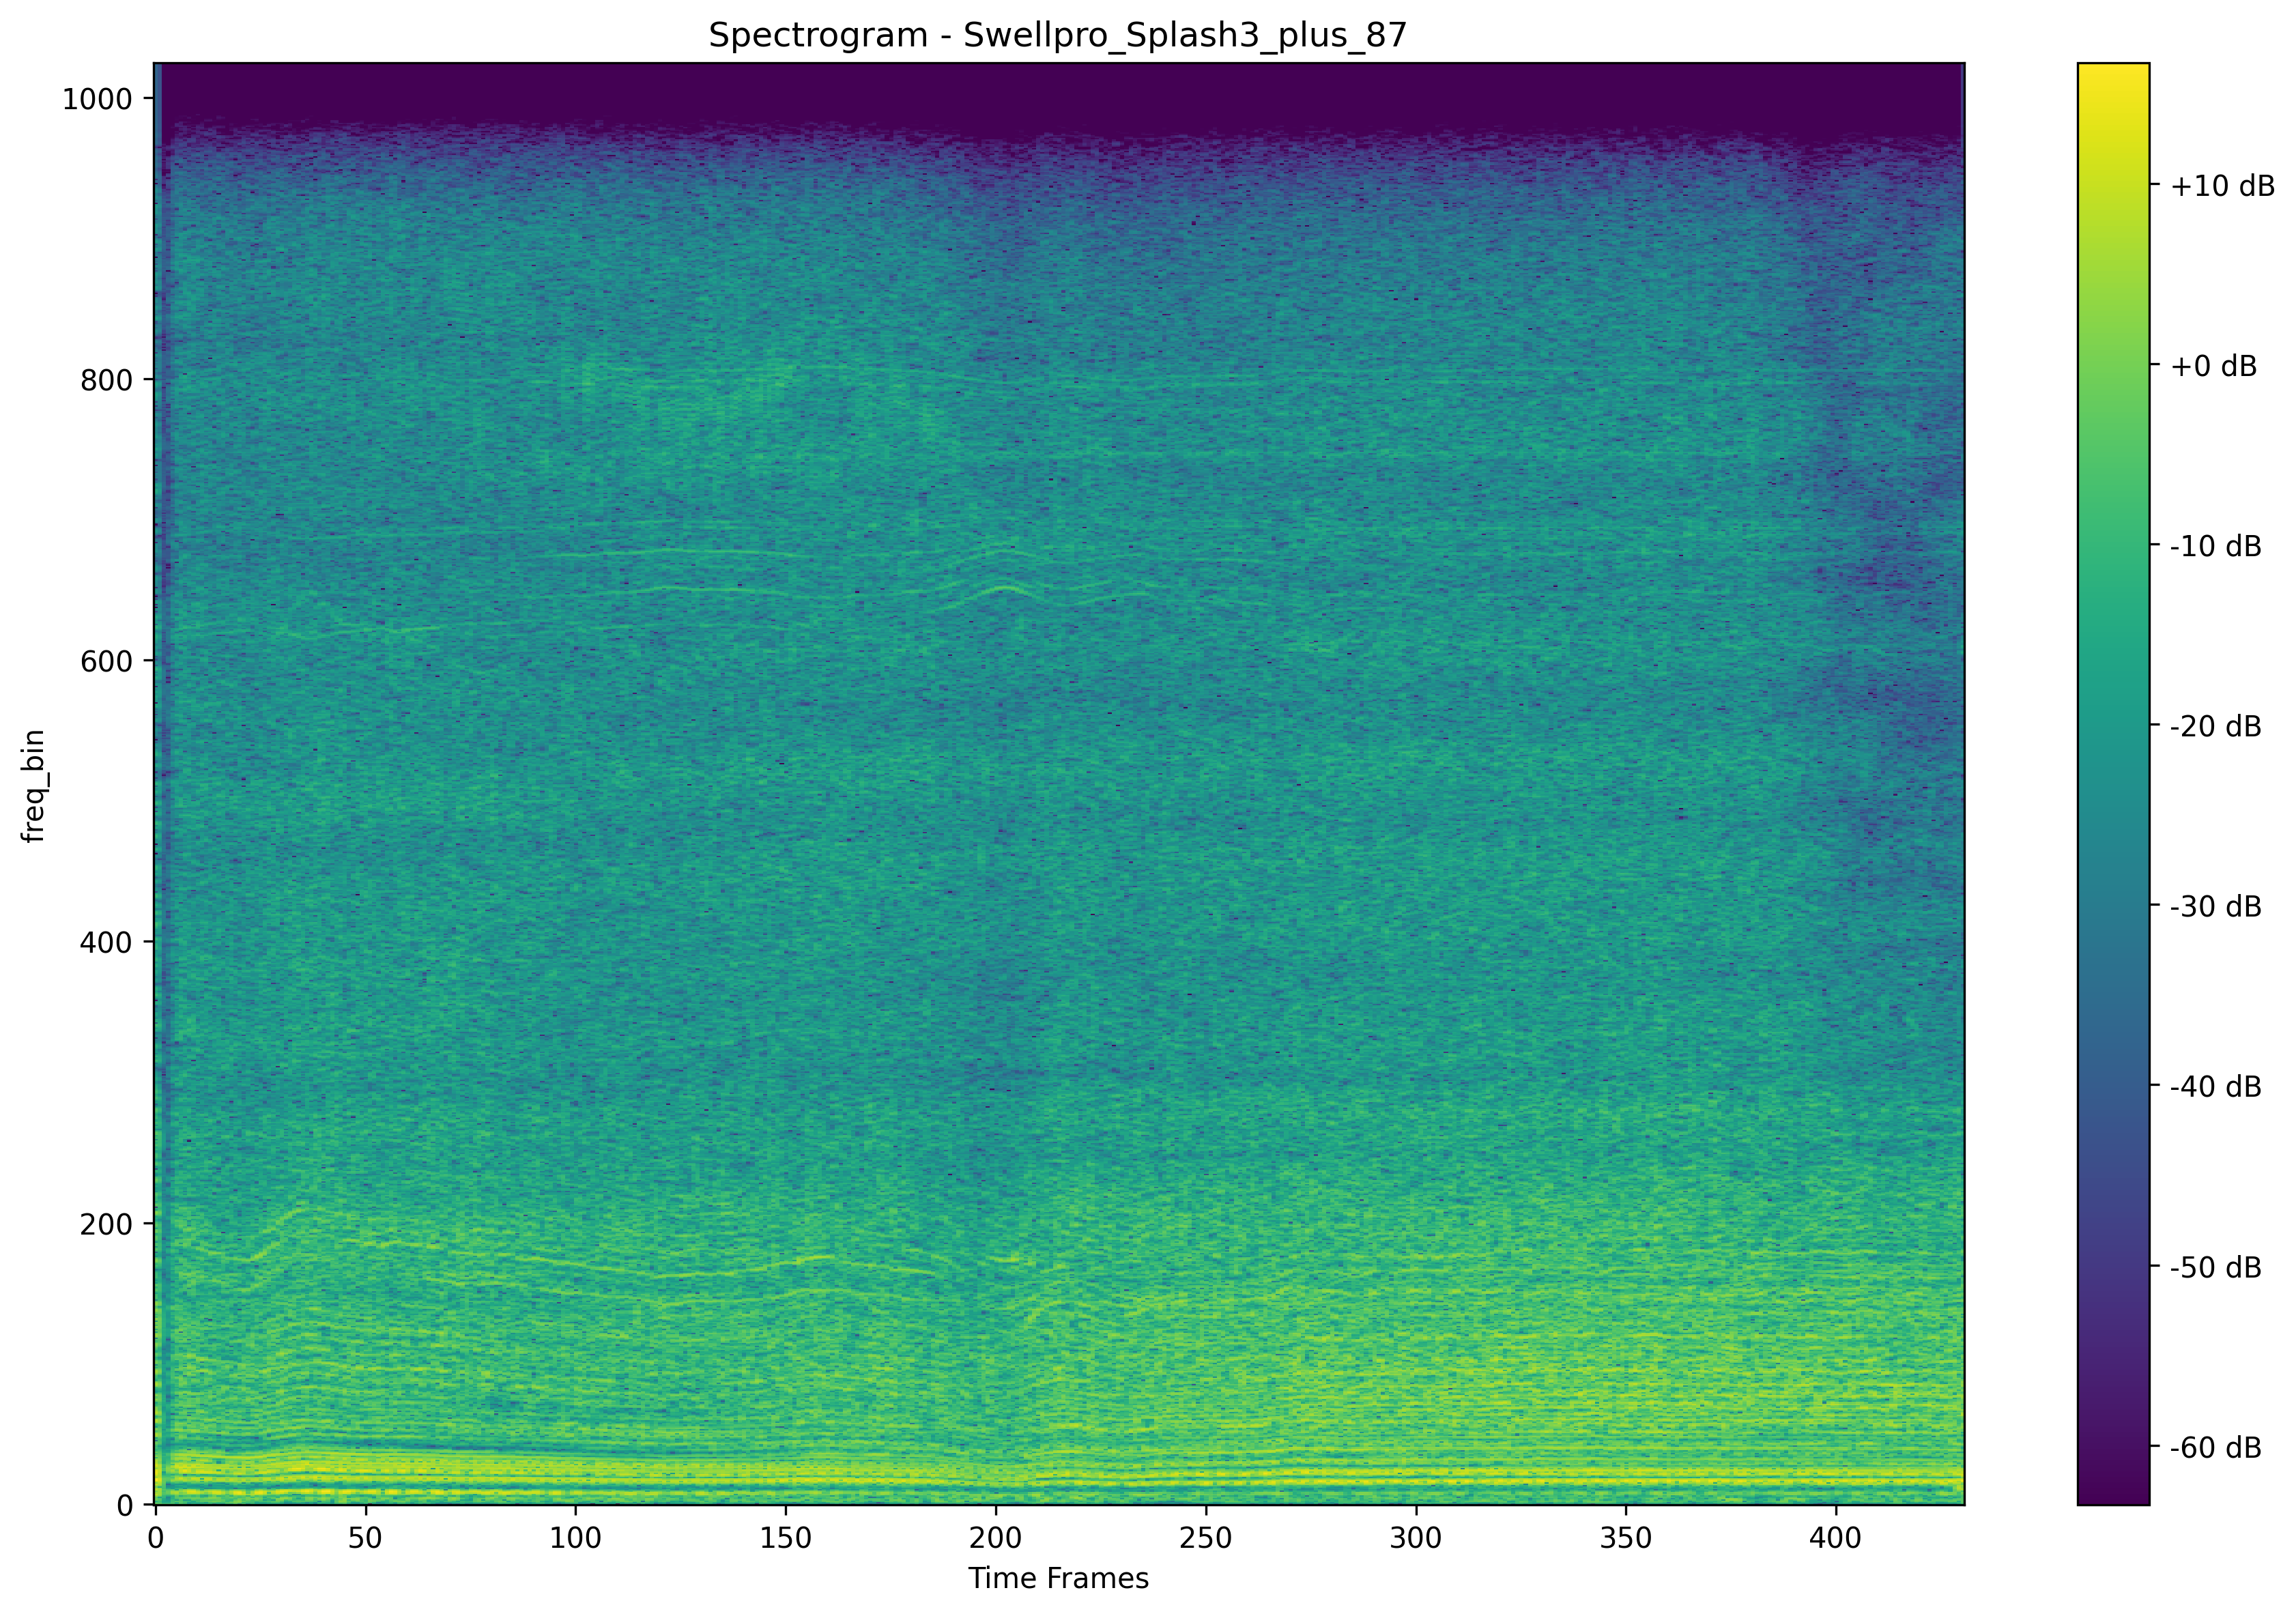 Spectrogram - Swellpro_Splash3_plus_87
1000
800
600
400
200
0
freq_bin
0 50 100 150 200 250 300 350 400
Time Frames
+10 dB
+0 dB
-10 dB
-20 dB
-30 dB
-40 dB
-50 dB
-60 dB